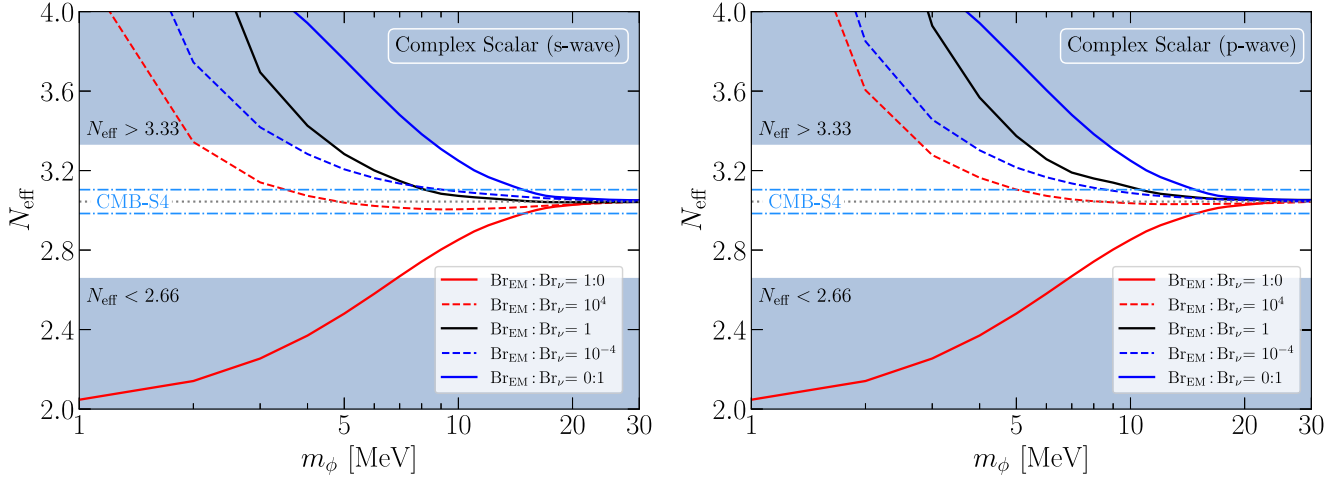 4.0
3.6
3.2
2.8
2.4
2.0
N_eff
Complex Scalar (s-wave)
N_eff > 3.33
CMB-S4
N_eff < 2.66
Br_EM : Br_ν = 1:0
Br_EM : Br_ν = 10^4
Br_EM : Br_ν = 1
Br_EM : Br_ν = 10^−4
Br_EM : Br_ν = 0:1
1 5 10 20 30
m_ϕ [MeV]
4.0
3.6
3.2
2.8
2.4
2.0
N_eff
Complex Scalar (p-wave)
N_eff > 3.33
CMB-S4
N_eff < 2.66
Br_EM : Br_ν = 1:0
Br_EM : Br_ν = 10^4
Br_EM : Br_ν = 1
Br_EM : Br_ν = 10^−4
Br_EM : Br_ν = 0:1
1 5 10 20 30
m_ϕ [MeV]